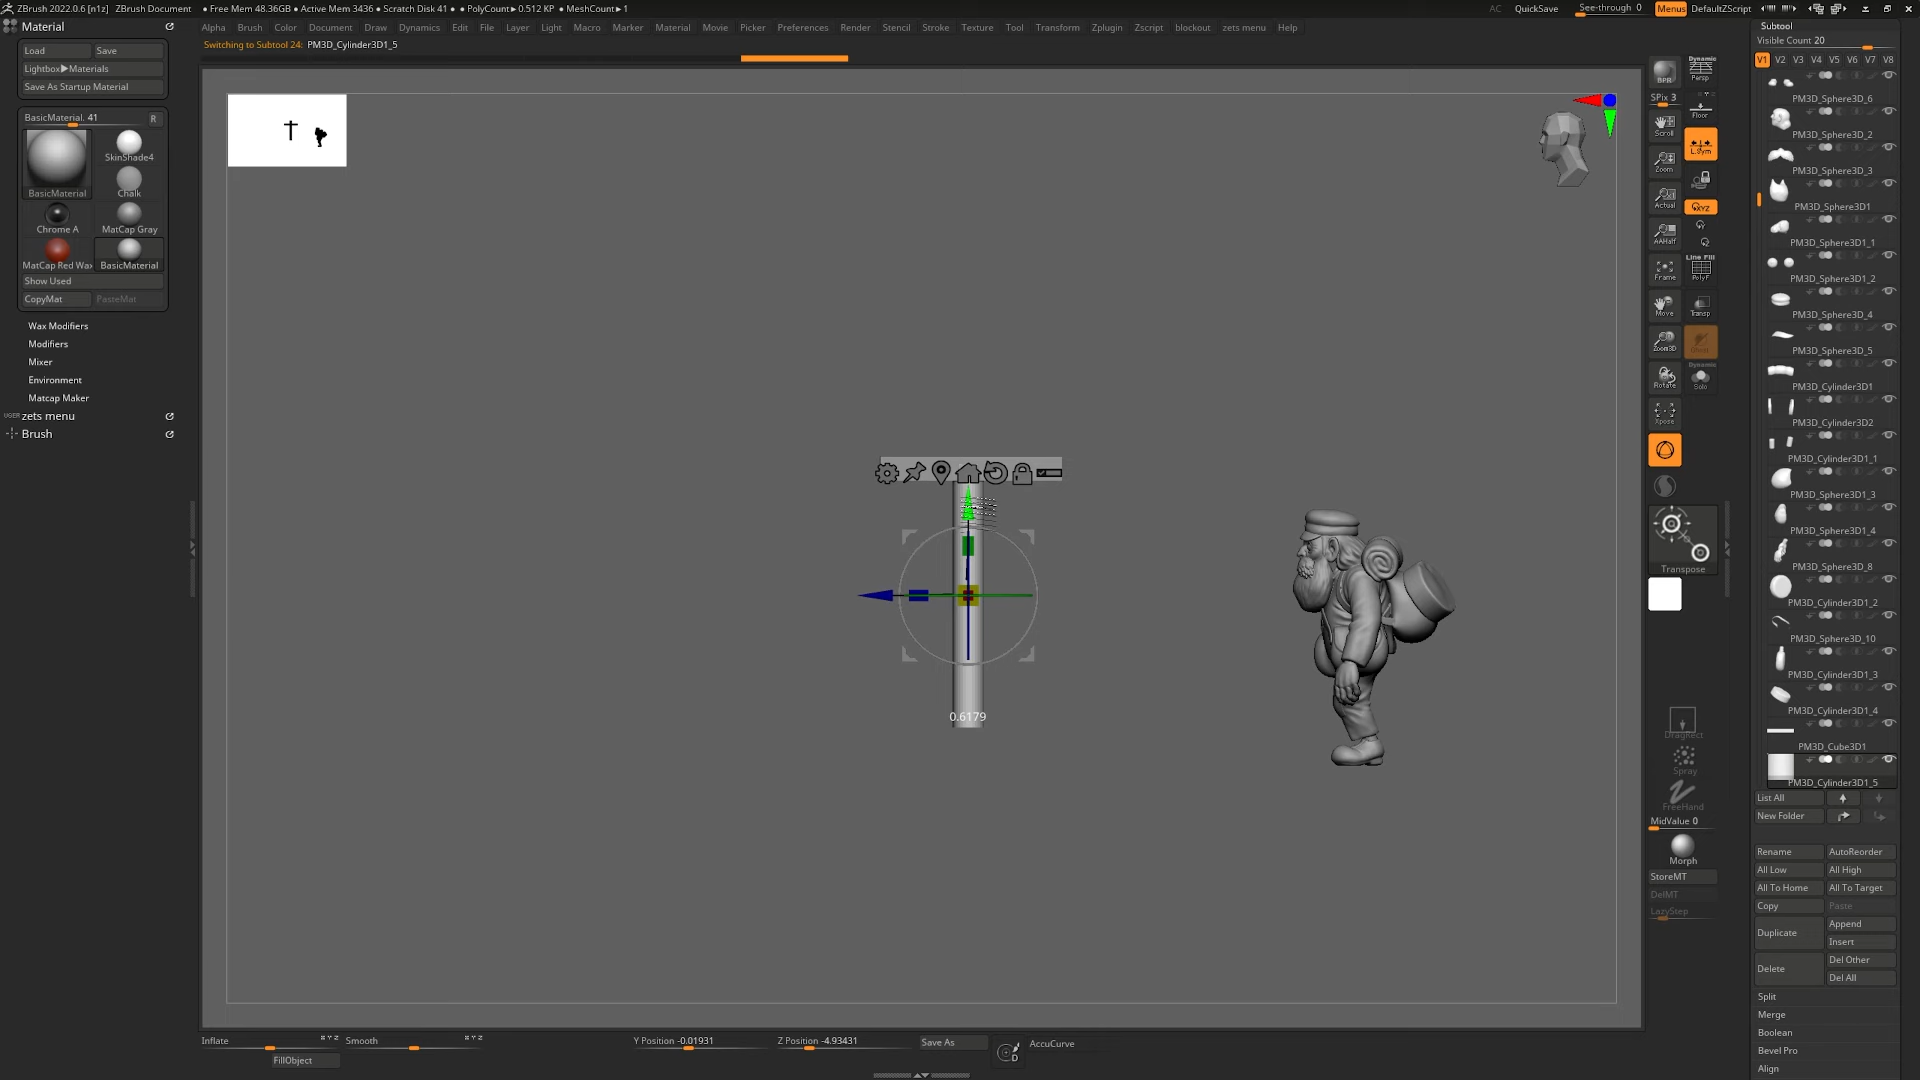 ZBrush 2022.0.6 [n1z] ZBrush Document • Free Mem 48.36GB • Active Mem 3436 • Scratch Disk 41 • • PolyCount▸0.512 KP • MeshCount▸1
AC QuickSave See-through 0 Menus DefaultZScript
Material
Alpha Brush Color Document Draw Dynamics Edit File Layer Light Macro Marker Material Movie Picker Preferences Render Stencil Stroke Texture Tool Transform Zplugin Zscript blockout zets menu Help
Switching to Subtool 24: PM3D_Cylinder3D1_5
Load Save
Lightbox▶Materials
Save As Startup Material
BasicMaterial. 41 R
SkinShade4
BasicMaterial Chalk
Chrome A MatCap Gray
MatCap Red Wax BasicMaterial
Show Used
CopyMat PasteMat
Wax Modifiers
Modifiers
Mixer
Environment
Matcap Maker
zets menu
Brush
0.6179
BPR
Dynamic
Persp
SPix 3
Floor
Scroll
L.Sym
Zoom
Actual
XYZ
AAHalf
Line Fill
Frame PolyF
Move Transp
Zoom3D Ghost
Dynamic
Rotate Solo
Xpose
Transpose
DragRect
Spray
FreeHand
MidValue 0
Morph
StoreMT
DelMT
LazyStep
Subtool
Visible Count 20
V1 V2 V3 V4 V5 V6 V7 V8
PM3D_Sphere3D_6
PM3D_Sphere3D_2
PM3D_Sphere3D_3
PM3D_Sphere3D1
PM3D_Sphere3D1_1
PM3D_Sphere3D1_2
PM3D_Sphere3D_4
PM3D_Sphere3D_5
PM3D_Cylinder3D1
PM3D_Cylinder3D2
PM3D_Cylinder3D1_1
PM3D_Sphere3D1_3
PM3D_Sphere3D1_4
PM3D_Sphere3D_8
PM3D_Cylinder3D1_2
PM3D_Sphere3D_10
PM3D_Cylinder3D1_3
PM3D_Cylinder3D1_4
PM3D_Cube3D1
PM3D_Cylinder3D1_5
List All
New Folder
Rename AutoReorder
All Low All High
All To Home All To Target
Copy Paste
Duplicate Append
Insert
Delete Del Other
Del All
Split
Merge
Boolean
Bevel Pro
Align
Inflate Smooth Y Position -0.01931 Z Position -4.93431 Save As D AccuCurve
FillObject